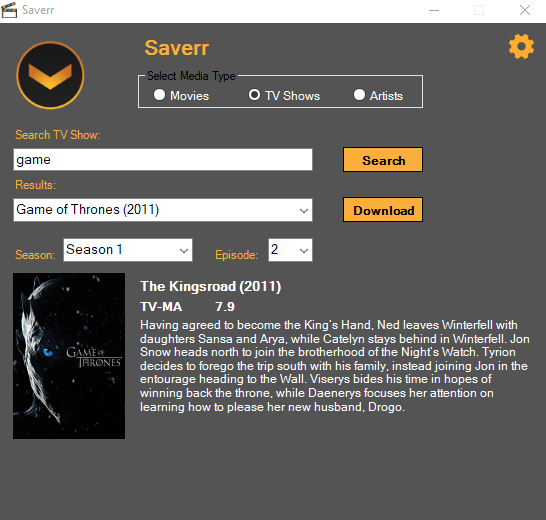 Saverr
Saverr
Select Media Type
Movies TV Shows Artists
Search TV Show:
game Search
Results:
Game of Thrones (2011) Download
Season: Season 1 Episode: 2
The Kingsroad (2011)
TV-MA 7.9
Having agreed to become the King's Hand, Ned leaves Winterfell with
daughters Sansa and Arya, while Catelyn stays behind in Winterfell. Jon
Snow heads north to join the brotherhood of the Night's Watch. Tyrion
decides to forego the trip south with his family, instead joining Jon in the
entourage heading to the Wall. Viserys bides his time in hopes of
winning back the throne, while Daenerys focuses her attention on
learning how to please her new husband, Drogo.
GAME OF
THRONES